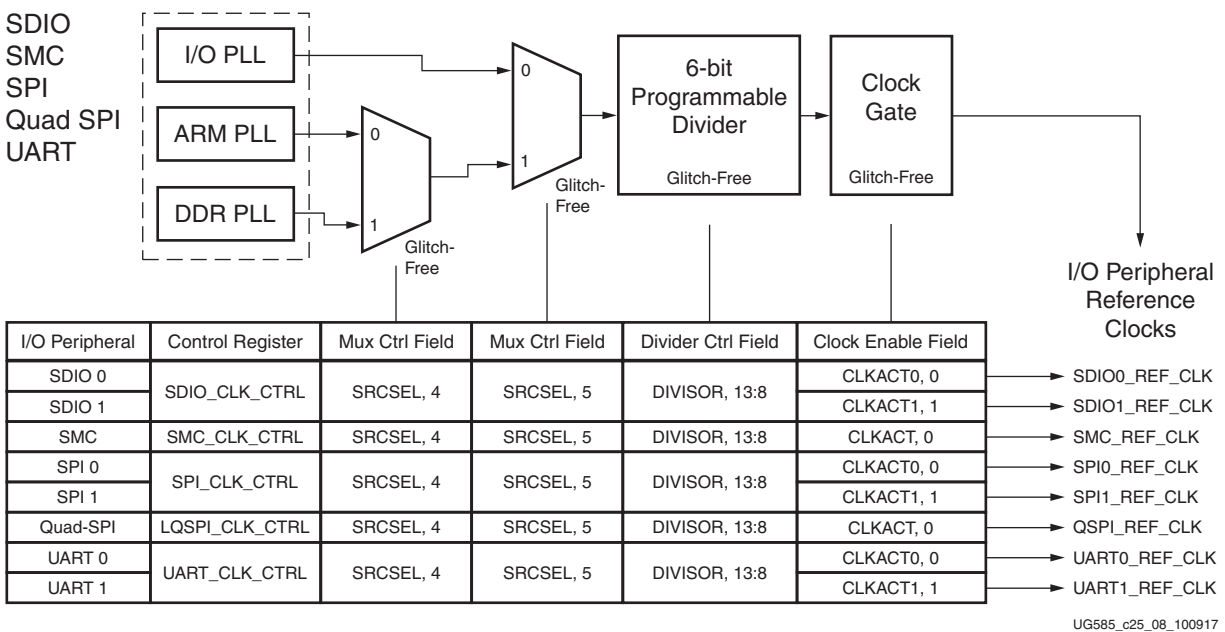 SDIO
SMC
SPI
Quad SPI
UART
I/O PLL
ARM PLL
DDR PLL
0
1
Glitch-
Free
0
1
Glitch-
Free
6-bit
Programmable
Divider
Glitch-Free
Clock
Gate
Glitch-Free
I/O Peripheral
Reference
Clocks
I/O Peripheral Control Register Mux Ctrl Field Mux Ctrl Field Divider Ctrl Field Clock Enable Field
SDIO 0 CLKACT0, 0 SDIO0_REF_CLK
SDIO_CLK_CTRL SRCSEL, 4 SRCSEL, 5 DIVISOR, 13:8
SDIO 1 CLKACT1, 1 SDIO1_REF_CLK
SMC SMC_CLK_CTRL SRCSEL, 4 SRCSEL, 5 DIVISOR, 13:8 CLKACT, 0 SMC_REF_CLK
SPI 0 CLKACT0, 0 SPI0_REF_CLK
SPI_CLK_CTRL SRCSEL, 4 SRCSEL, 5 DIVISOR, 13:8
SPI 1 CLKACT1, 1 SPI1_REF_CLK
Quad-SPI LQSPI_CLK_CTRL SRCSEL, 4 SRCSEL, 5 DIVISOR, 13:8 CLKACT, 0 QSPI_REF_CLK
UART 0 CLKACT0, 0 UART0_REF_CLK
UART_CLK_CTRL SRCSEL, 4 SRCSEL, 5 DIVISOR, 13:8
UART 1 CLKACT1, 1 UART1_REF_CLK
UG585_c25_08_100917